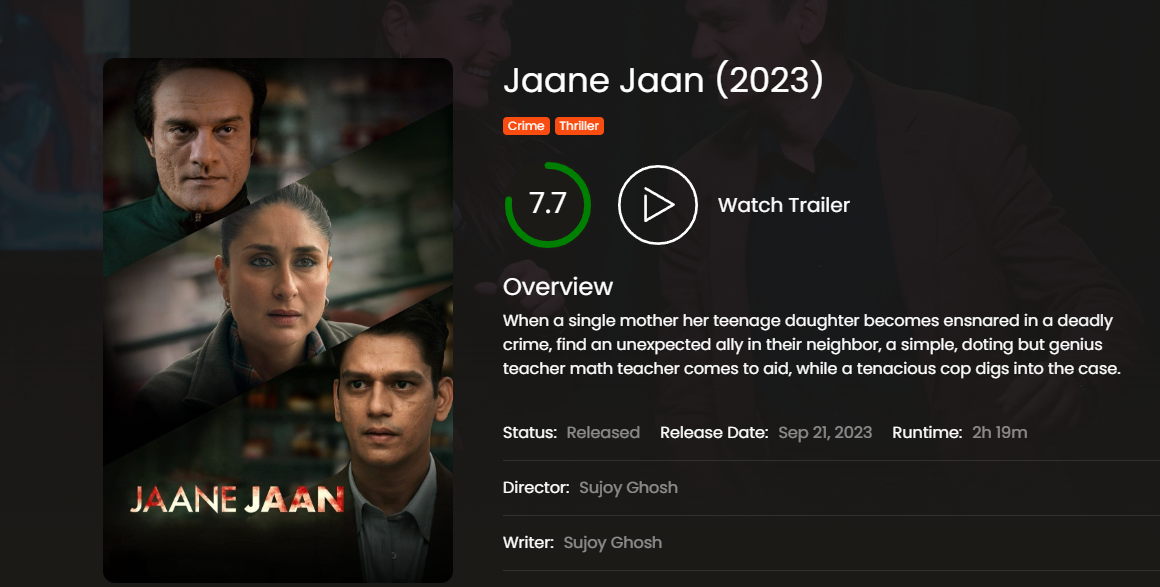 JAANE JAAN
Jaane Jaan (2023)
Crime Thriller
7.7 Watch Trailer
Overview
When a single mother her teenage daughter becomes ensnared in a deadly
crime, find an unexpected ally in their neighbor, a simple, doting but genius
teacher math teacher comes to aid, while a tenacious cop digs into the case.
Status: Released Release Date: Sep 21, 2023 Runtime: 2h 19m
Director: Sujoy Ghosh
Writer: Sujoy Ghosh